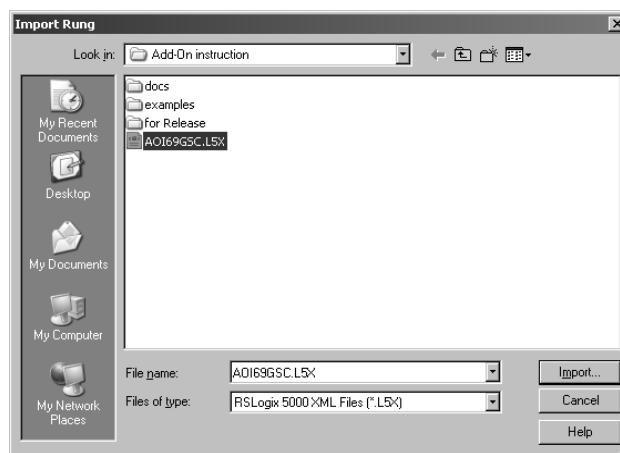 Import Rung
Look in:
Add-On instruction
My Recent
Documents
Desktop
My Documents
My Computer
My Network
Places
docs
examples
for Release
AOI69GSC.L5X
File name:
AOI69GSC.L5X
Import...
Files of type:
RSLogix 5000 XML Files (*.L5X)
Cancel
Help